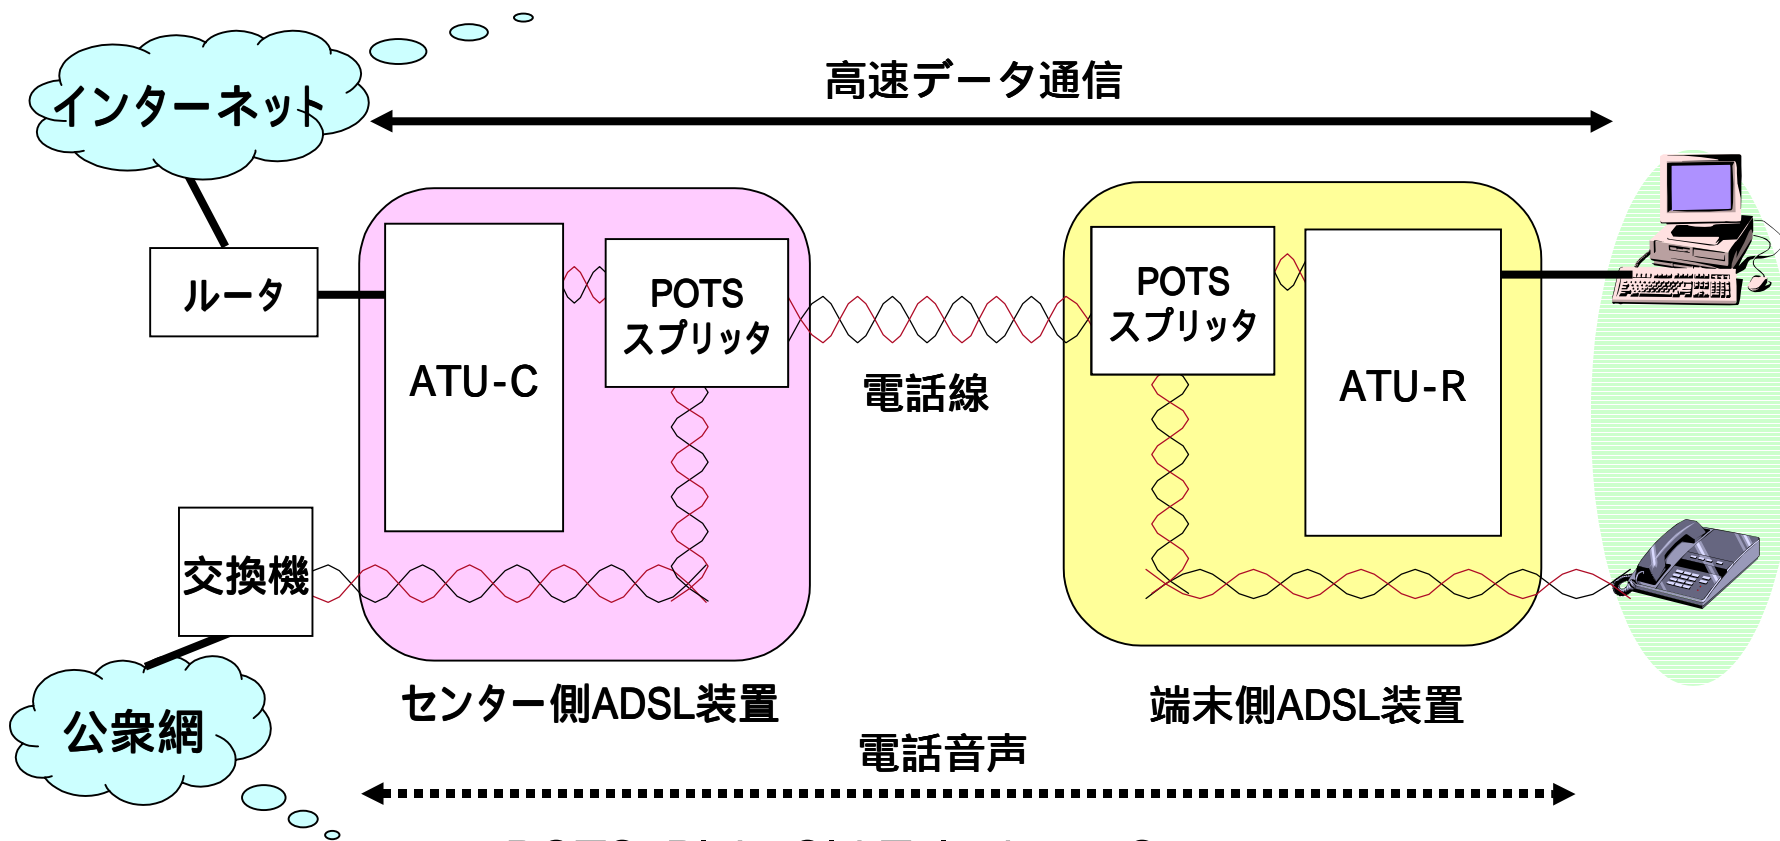 高速データ通信
インターネット
ルータ
ATU-C
POTS
スプリッタ
電話線
POTS
スプリッタ
ATU-R
交換機
公衆網
センター側ADSL装置
端末側ADSL装置
電話音声